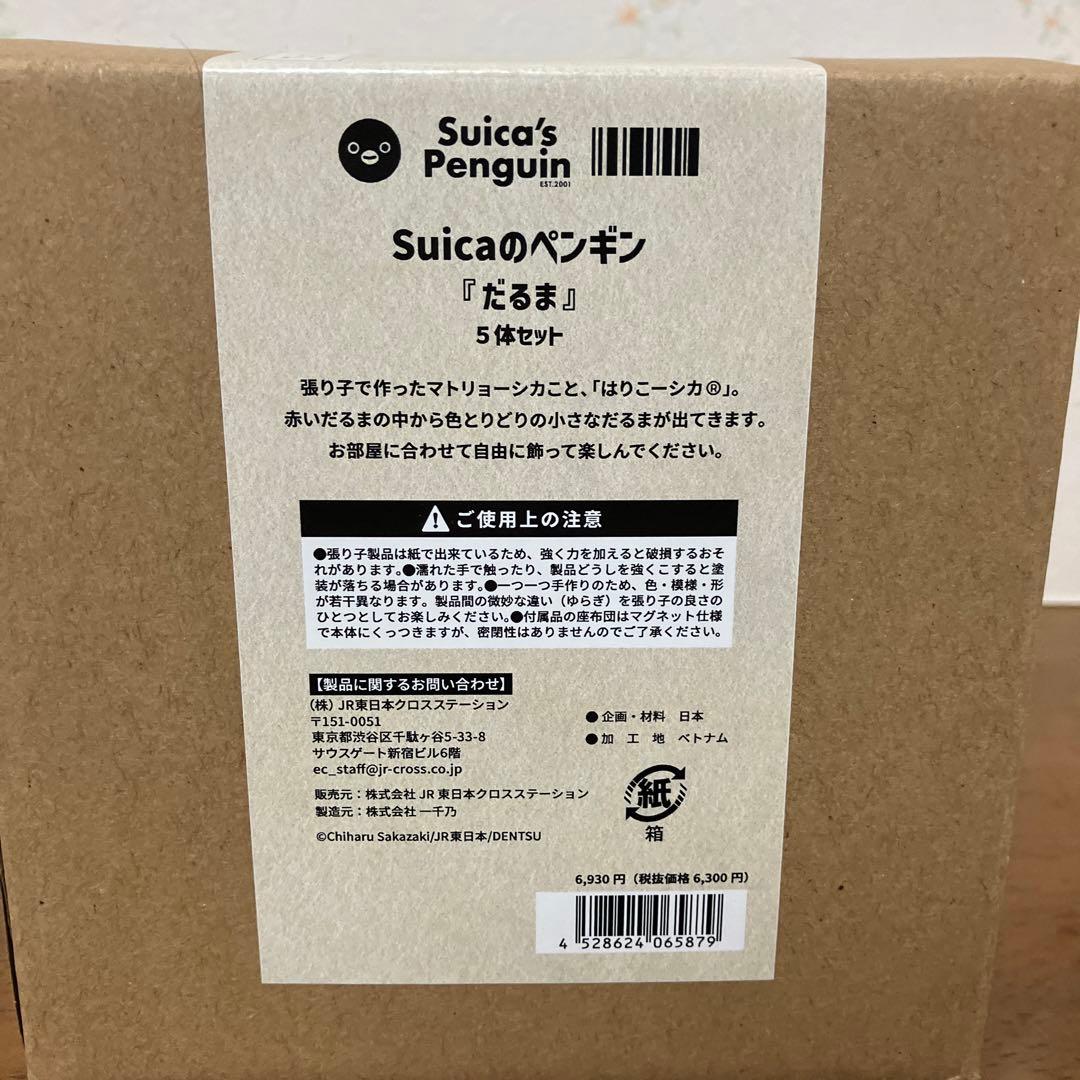 Suica's
Penguin
EST.2001
Suicaのペンギン
『だるま』
5体セット
張り子で作ったマトリョーシカこと、「はりこーシカ®」。
赤いだるまの中から色とりどりの小さなだるまが出てきます。
お部屋に合わせて自由に飾って楽しんでください。
ご使用上の注意
●張り子製品は紙で出来ているため、強く力を加えると破損するおそ
れがあります。●濡れた手で触ったり、製品どうしを強くこすると塗
装が落ちる場合があります。●一つ一つ手作りのため、色・模様・形
が若干異なります。製品間の微妙な違い（ゆらぎ）を張り子の良さの
ひとつとしてお楽しみください。●付属品の座布団はマグネット仕様
で本体にくっつきますが、密閉性はありませんのでご了承ください。
【製品に関するお問い合わせ】
（株）JR東日本クロスステーション
〒151-0051
東京都渋谷区千駄ヶ谷5-33-8
サウスゲート新宿ビル6階
ec_staff@jr-cross.co.jp
●企画・材料 日本
●加 工 地 ベトナム
販売元：株式会社 JR 東日本クロスステーション
製造元：株式会社 一千乃
©Chiharu Sakazaki/JR東日本/DENTSU
紙
箱
6,930 円（税抜価格 6,300 円）
4 528624 065879